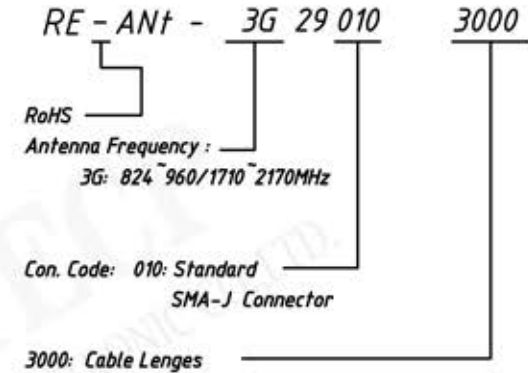 RE - ANt - 3G 29 010 3000
RoHS
Antenna Frequency :
3G: 824~960/1710~2170MHz
Con. Code: 010: Standard
SMA-J Connector
3000: Cable Lenges